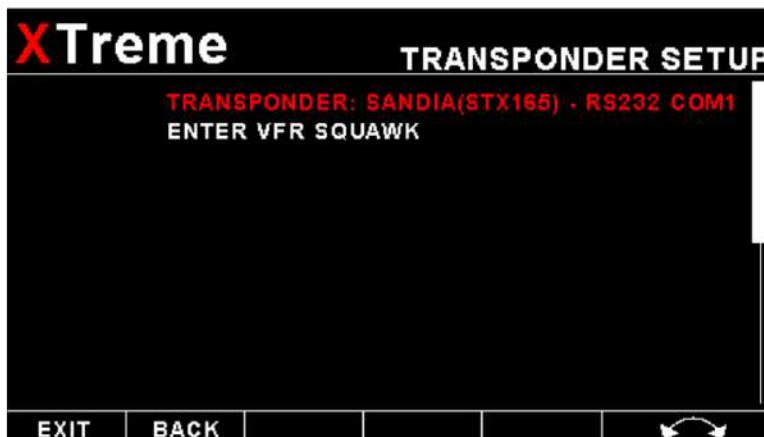 XTreme
TRANSPONDER SETUP
TRANSPONDER: SANDIA(STX165) - RS232 COM1
ENTER VFR SQUAWK
EXIT BACK